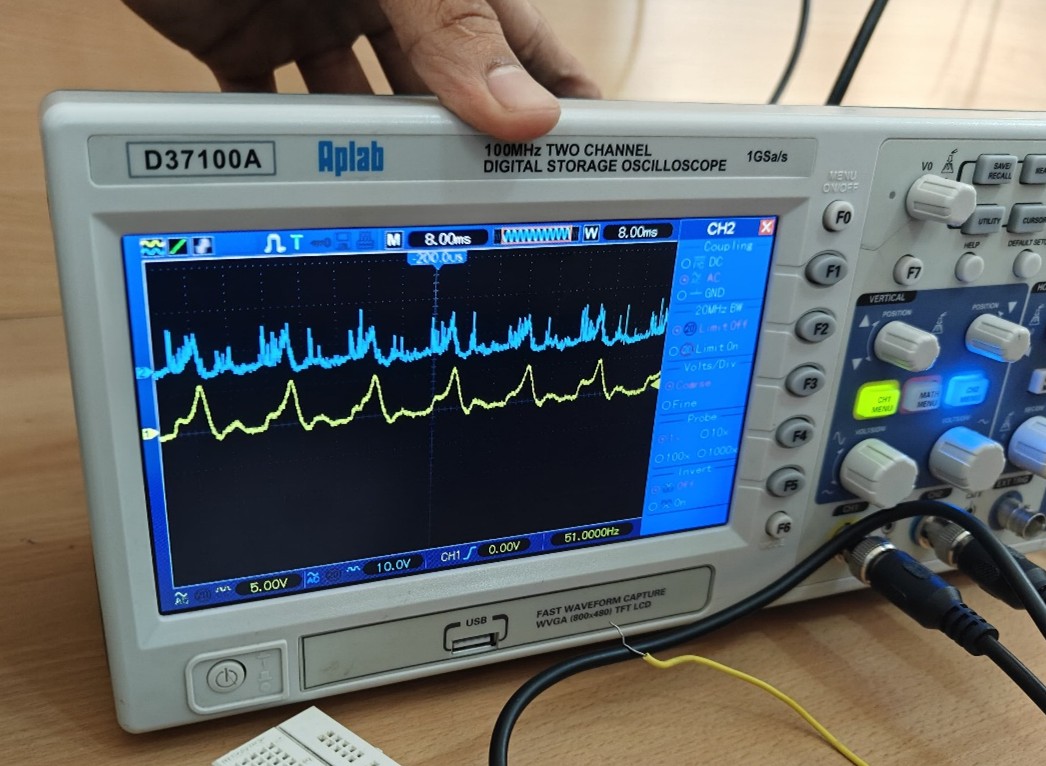 D37100A
Aplab
100MHz TWO CHANNEL
DIGITAL STORAGE OSCILLOSCOPE
1GSa/s
MENU
ON/OFF
V0
SAVE/
RECALL
UTILITY
CURSOR
HELP
F0
F1
F2
F3
F4
F5
F6
F7
T
M 8.00ms
W 8.00ms
-200.0us
CH2
Coupling
DC
AC
GND
20MHz BW
Limit Off
Limit On
Volts/Div
Coarse
Fine
Probe
10x
100x
1000x
Invert
Off
On
5.00V
AC
10.0V
CH1
0.00V
51.0000Hz
VERTICAL
POSITION
POSITION
CH1
MENU
MATH
MENU
CH2
MENU
USB
FAST WAVEFORM CAPTURE
WVGA (800x480) TFT LCD